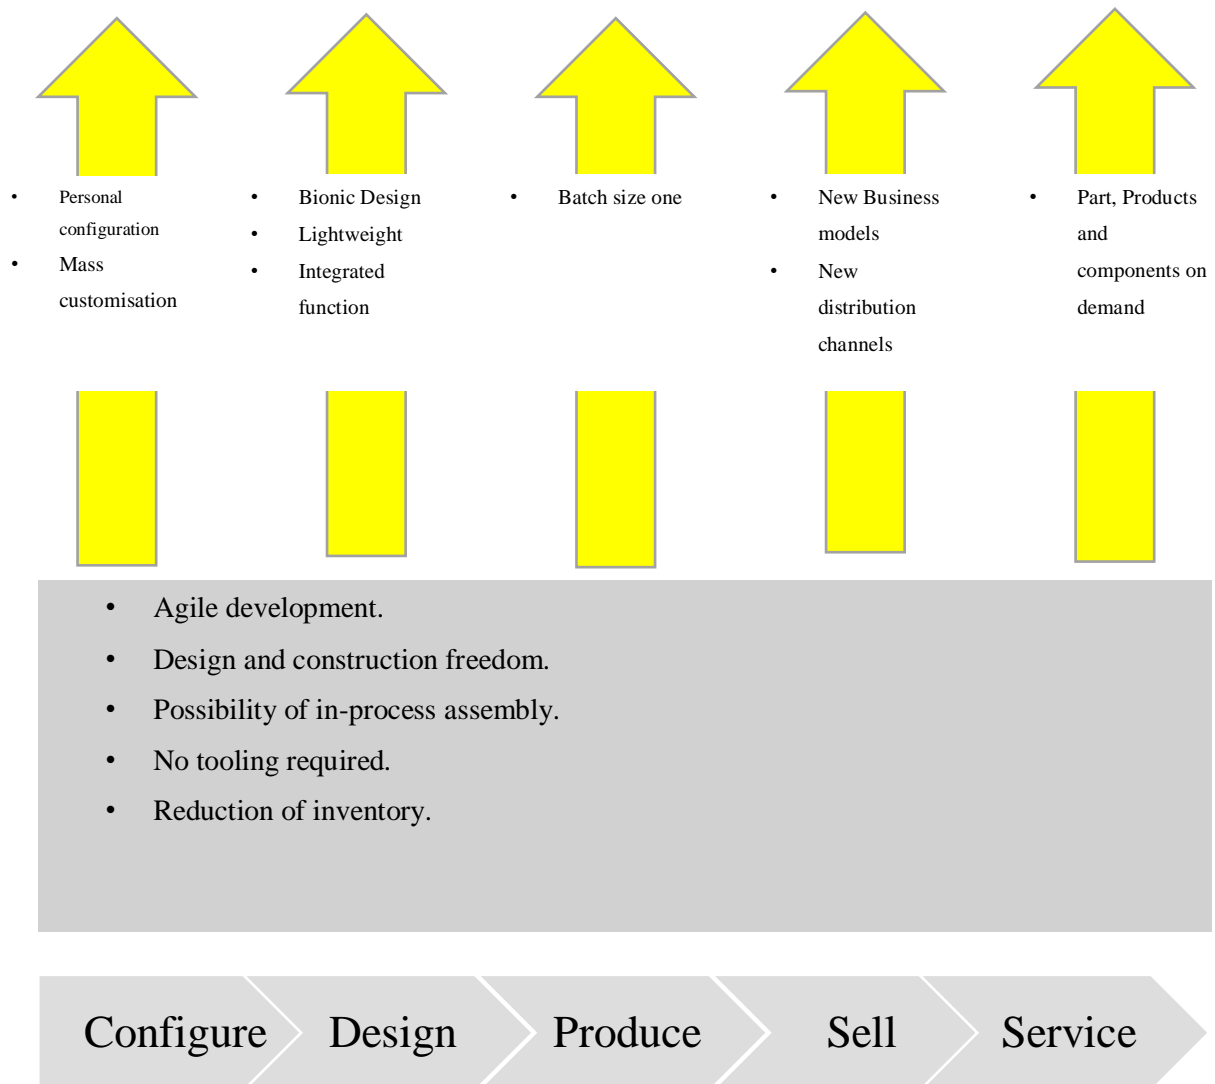 • Personal
configuration
• Mass
customisation
• Bionic Design
• Lightweight
• Integrated
function
• Batch size one
• New Business
models
• New
distribution
channels
• Part, Products
and
components on
demand
• Agile development.
• Design and construction freedom.
• Possibility of in-process assembly.
• No tooling required.
• Reduction of inventory.
Configure
Design
Produce
Sell
Service